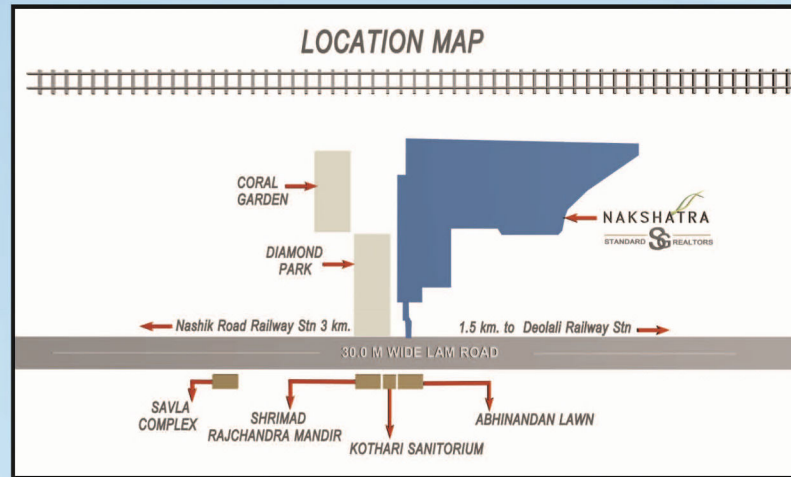 LOCATION MAP
CORAL
GARDEN
NAKSHATRA
STANDARD SG REALTORS
DIAMOND
PARK
Nashik Road Railway Stn 3 km.
1.5 km. to Deolali Railway Stn
30.0 M WIDE LAM ROAD
SAVLA
COMPLEX
SHRIMAD
RAJCHANDRA MANDIR
KOTHARI SANITORIUM
ABHINANDAN LAWN